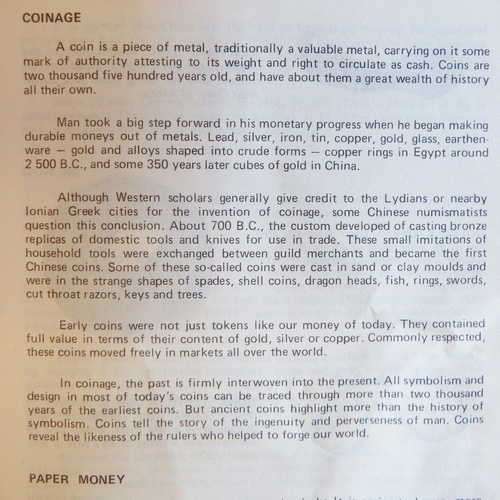 COINAGE
A coin is a piece of metal, traditionally a valuable metal, carrying on it some
mark of authority attesting to its weight and right to circulate as cash. Coins are
two thousand five hundred years old, and have about them a great wealth of history
all their own.
Man took a big step forward in his monetary progress when he began making
durable moneys out of metals. Lead, silver, iron, tin, copper, gold, glass, earthen-
ware — gold and alloys shaped into crude forms — copper rings in Egypt around
2 500 B.C., and some 350 years later cubes of gold in China.
Although Western scholars generally give credit to the Lydians or nearby
Ionian Greek cities for the invention of coinage, some Chinese numismatists
question this conclusion. About 700 B.C., the custom developed of casting bronze
replicas of domestic tools and knives for use in trade. These small imitations of
household tools were exchanged between guild merchants and became the first
Chinese coins. Some of these so-called coins were cast in sand or clay moulds and
were in the strange shapes of spades, shell coins, dragon heads, fish, rings, swords,
cut throat razors, keys and trees.
Early coins were not just tokens like our money of today. They contained
full value in terms of their content of gold, silver or copper. Commonly respected,
these coins moved freely in markets all over the world.
In coinage, the past is firmly interwoven into the present. All symbolism and
design in most of today's coins can be traced through more than two thousand
years of the earliest coins. But ancient coins highlight more than the history of
symbolism. Coins tell the story of the ingenuity and perverseness of man. Coins
reveal the likeness of the rulers who helped to forge our world.
PAPER MONEY